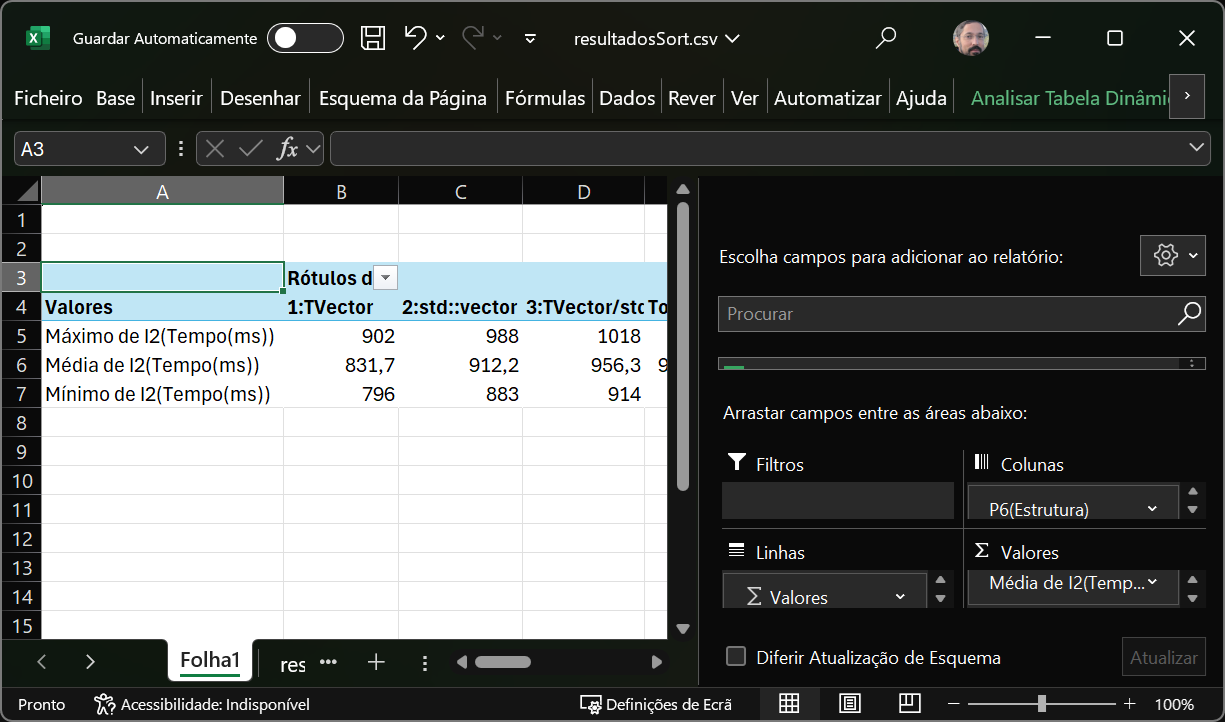 Guardar Automaticamente resultadosSort.csv
Ficheiro Base Inserir Desenhar Esquema da Página Fórmulas Dados Rever Ver Automatizar Ajuda Analisar Tabela Dinâmi
A3 fx
A B C D
1
2
3 Rótulos d
4 Valores 1:TVector 2:std::vector 3:TVector/std To
5 Máximo de I2(Tempo(ms)) 902 988 1018
6 Média de I2(Tempo(ms)) 831,7 912,2 956,3 9
7 Mínimo de I2(Tempo(ms)) 796 883 914
8
9
10
11
12
13
14
15
Folha1 res ··· +
Escolha campos para adicionar ao relatório:
Procurar
Arrastar campos entre as áreas abaixo:
Filtros
Colunas
P6(Estrutura)
Linhas
Σ Valores
Σ Valores
Média de I2(Temp...
Diferir Atualização de Esquema Atualizar
Pronto Acessibilidade: Indisponível Definições de Ecrã 100%